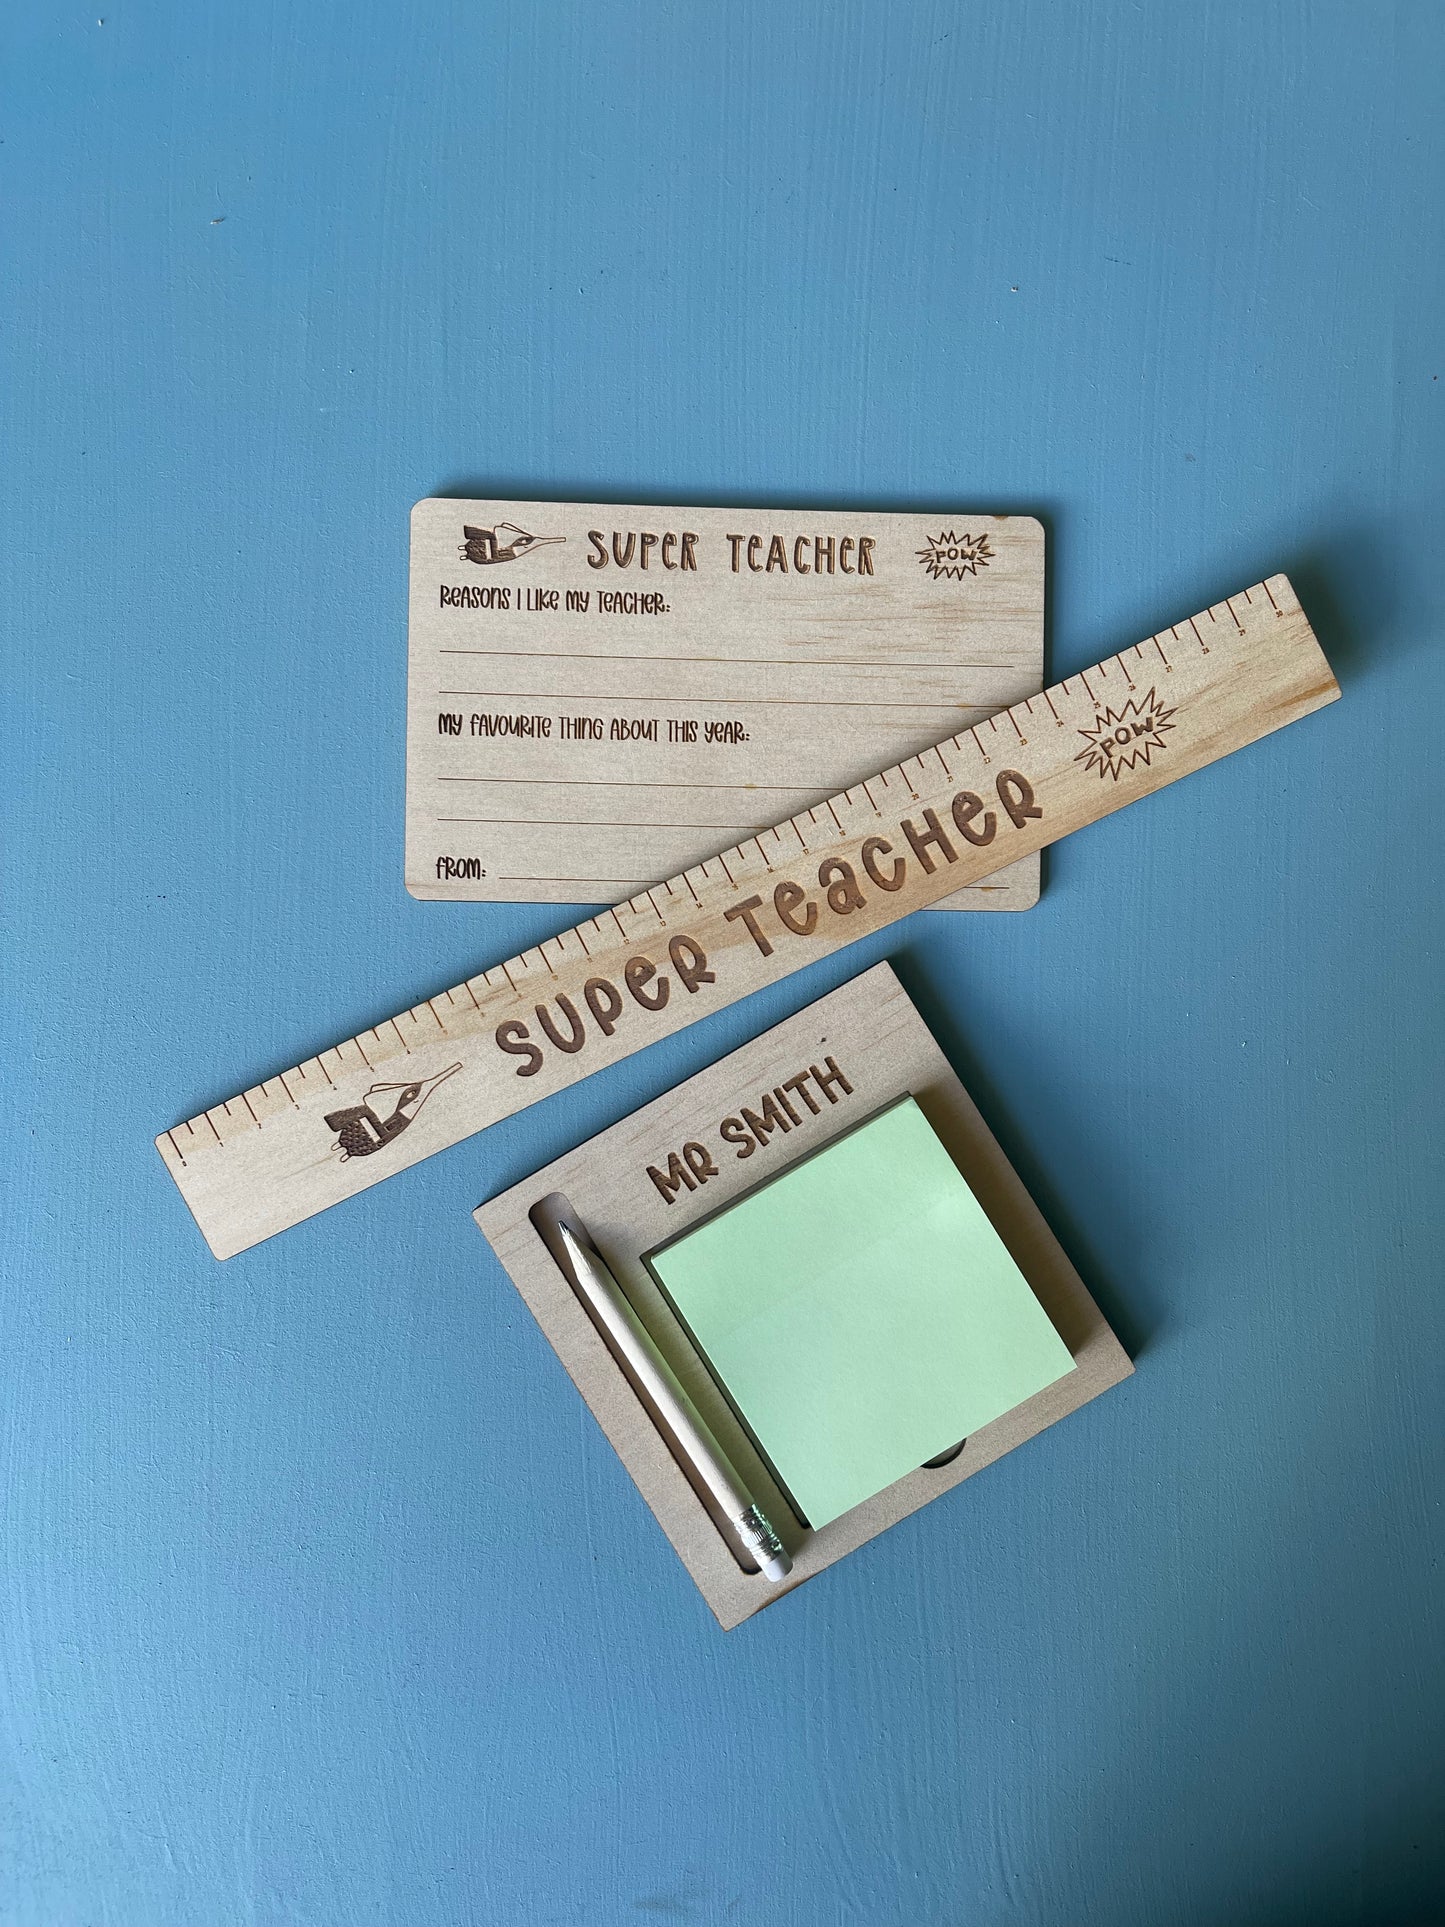 SUPER TEACHER
POW
REASONS I LIKE MY TEACHER:
MY FAVOURITE THING ABOUT THIS YEAR:
FROM:
SUPER TEACHER
POW
MR SMITH